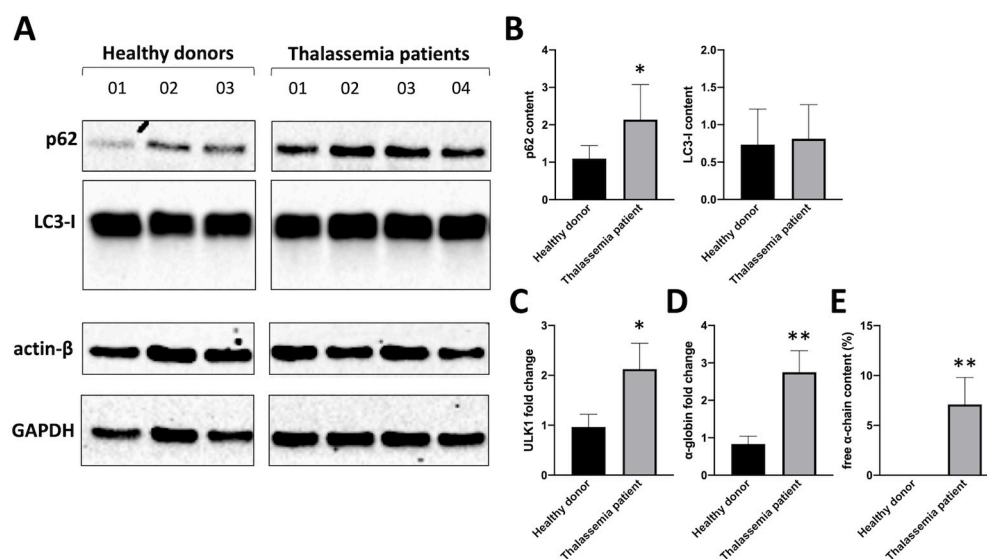 A
Healthy donors
Thalassemia patients
01 02 03
01 02 03 04
p62
LC3-I
actin-β
GAPDH
B
p62 content
4
3
2
1
0
*
Healthy donor
Thalassemia patient
LC3-I content
2.0
1.5
1.0
0.5
0.0
Healthy donor
Thalassemia patient
C
ULK1 fold change
3
2
1
0
*
Healthy donor
Thalassemia patient
D
α-globin fold change
4
3
2
1
0
**
Healthy donor
Thalassemia patient
E
free α-chain content (%)
15
10
5
0
**
Healthy donor
Thalassemia patient